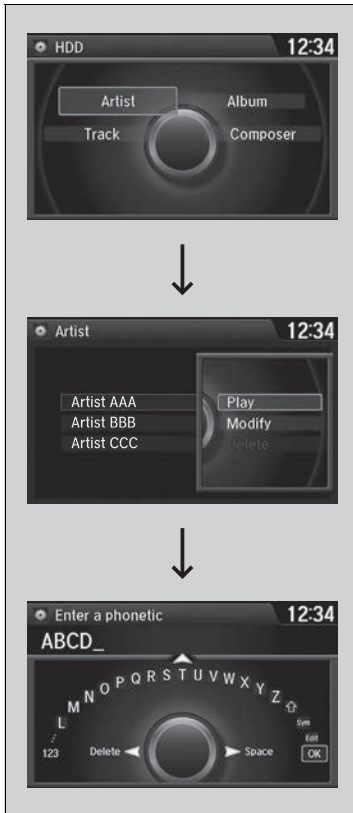 HDD 12:34
Artist Album
Track Composer
Artist 12:34
Artist AAA Play
Artist BBB Modify
Artist CCC Delete
Enter a phonetic 12:34
ABCD_
L M N O P Q R S T U V W X Y Z
Sym
Edit
123 Delete Space OK